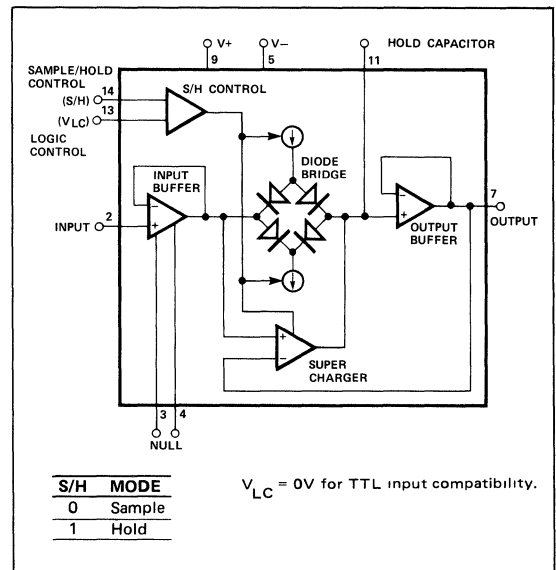 V+
V−
HOLD CAPACITOR
9
5
11
SAMPLE/HOLD
CONTROL
14
(S/H)
13
(VLC)
LOGIC
CONTROL
S/H CONTROL
DIODE
BRIDGE
INPUT
BUFFER
−
+
INPUT
2
−
+
7
OUTPUT
OUTPUT
BUFFER
+
−
SUPER
CHARGER
3 4
NULL
S/H MODE
0 Sample
1 Hold
VLC = 0V for TTL input compatibility.